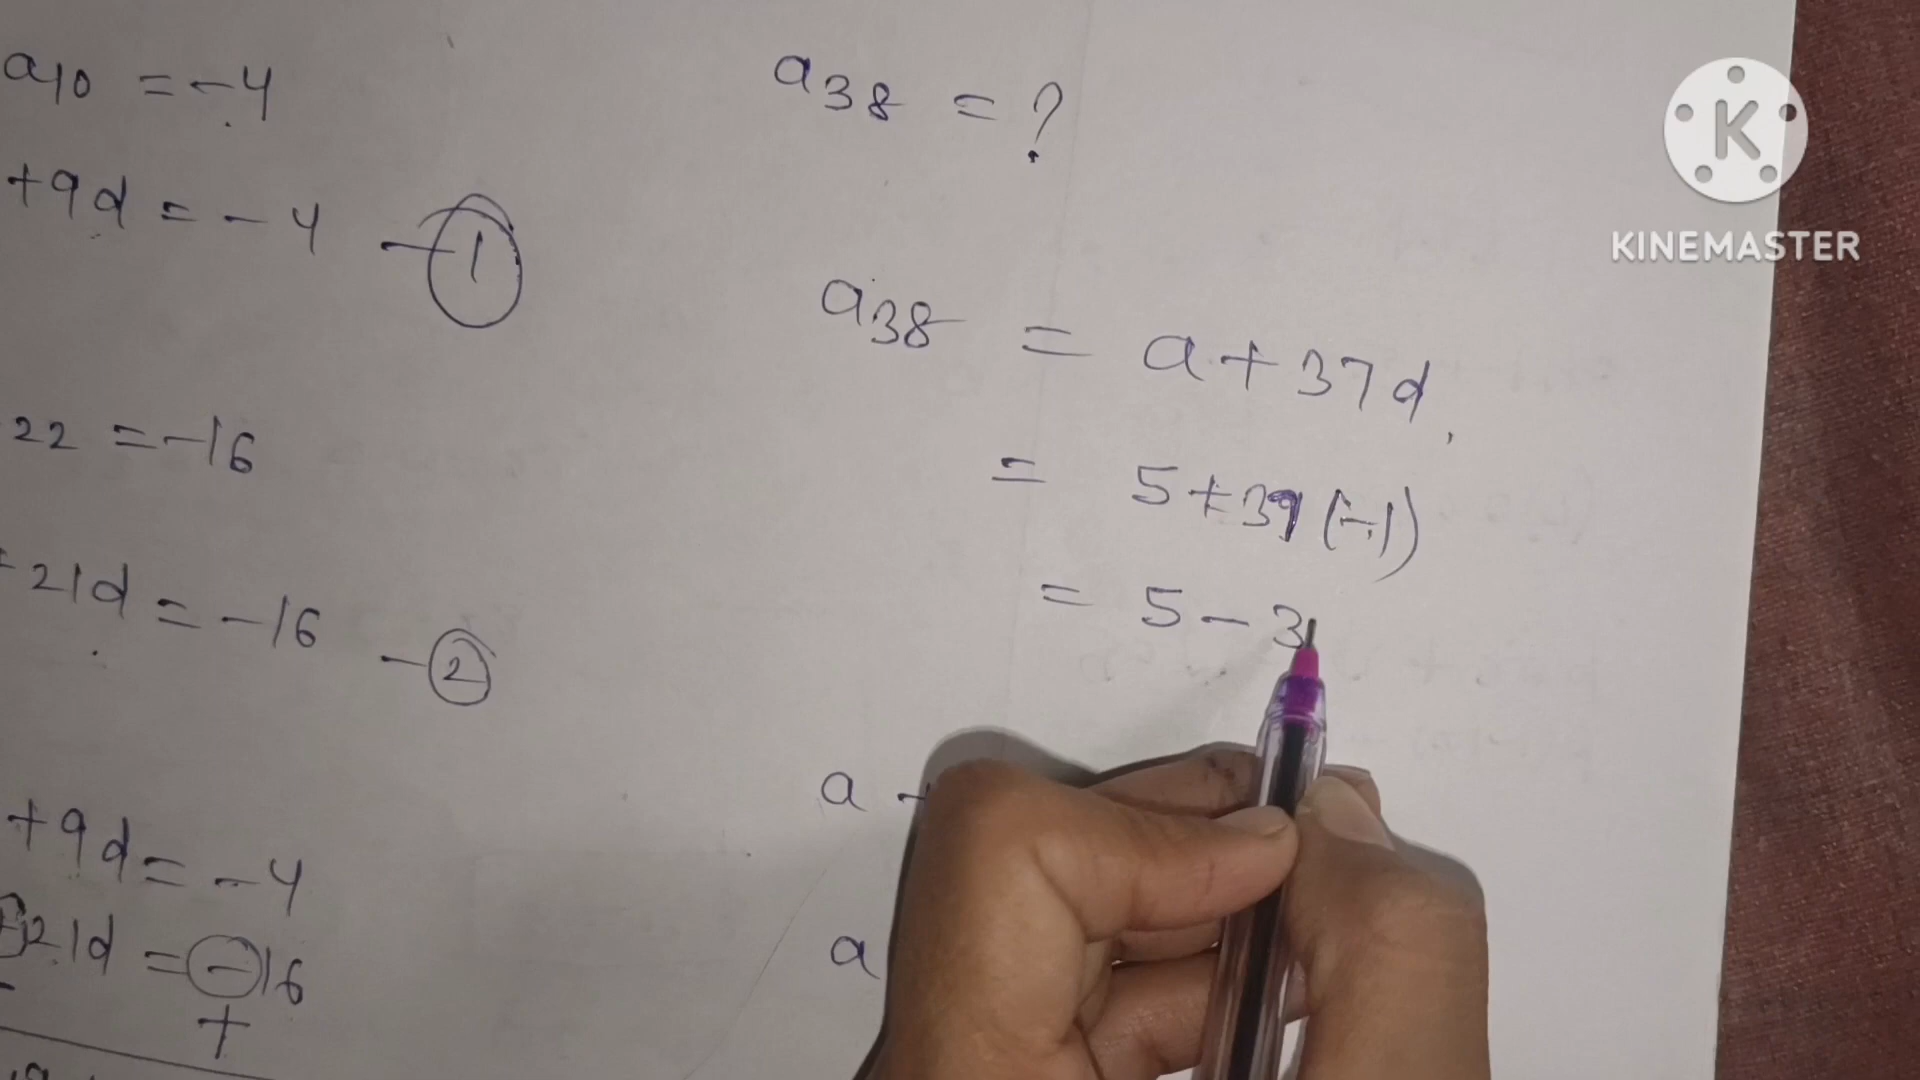 a10 = -4
+9d = -4 - 1
22 = -16
+ 21d = -16 - 2
+9d = -4
+21d = -16
- +
a38 = ?
a38 = a + 37d
= 5 + 39 (-1)
= 5 - 3
a -
a
K
KINEMASTER